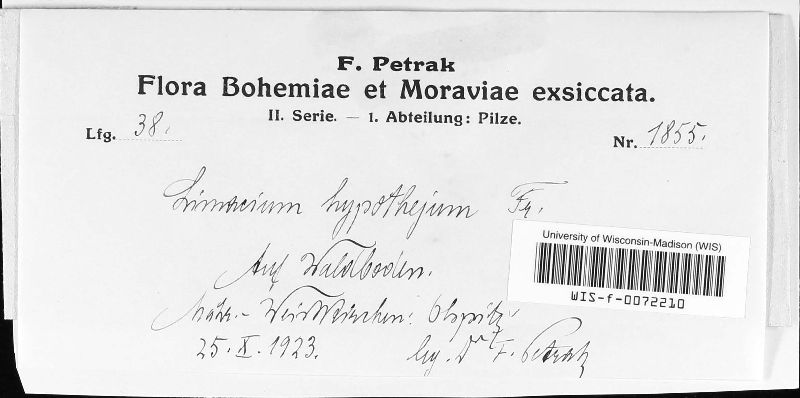 F. Petrak
Flora Bohemiae et Moraviae exsiccata.
II. Serie. — I. Abteilung: Pilze.
Lfg. 38.
Nr. 1855.
Limacium hypothejum Fr.
University of Wisconsin-Madison (WIS)
WIS-f-0072210
Auf Waldboden.
Mähr.-Weisskirchen: Ohspitz
25. X. 1923.
leg. Dr F. Petrak